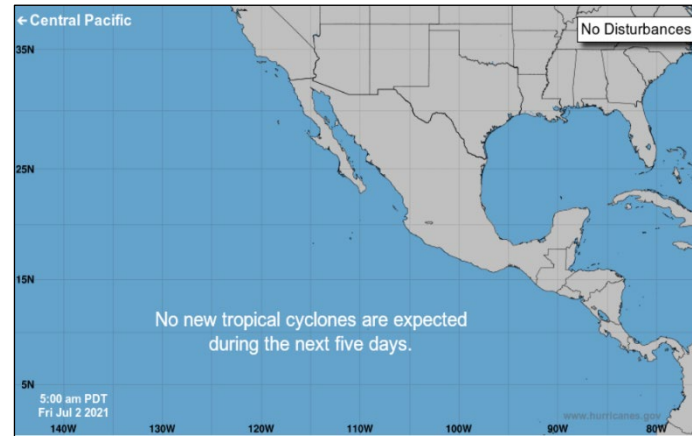 ← Central Pacific
No Disturbances
35N
25N
15N
No new tropical cyclones are expected
during the next five days.
5N
5:00 am PDT
Fri Jul 2 2021
www.hurricanes.gov
140W 130W 120W 110W 100W 90W 80W